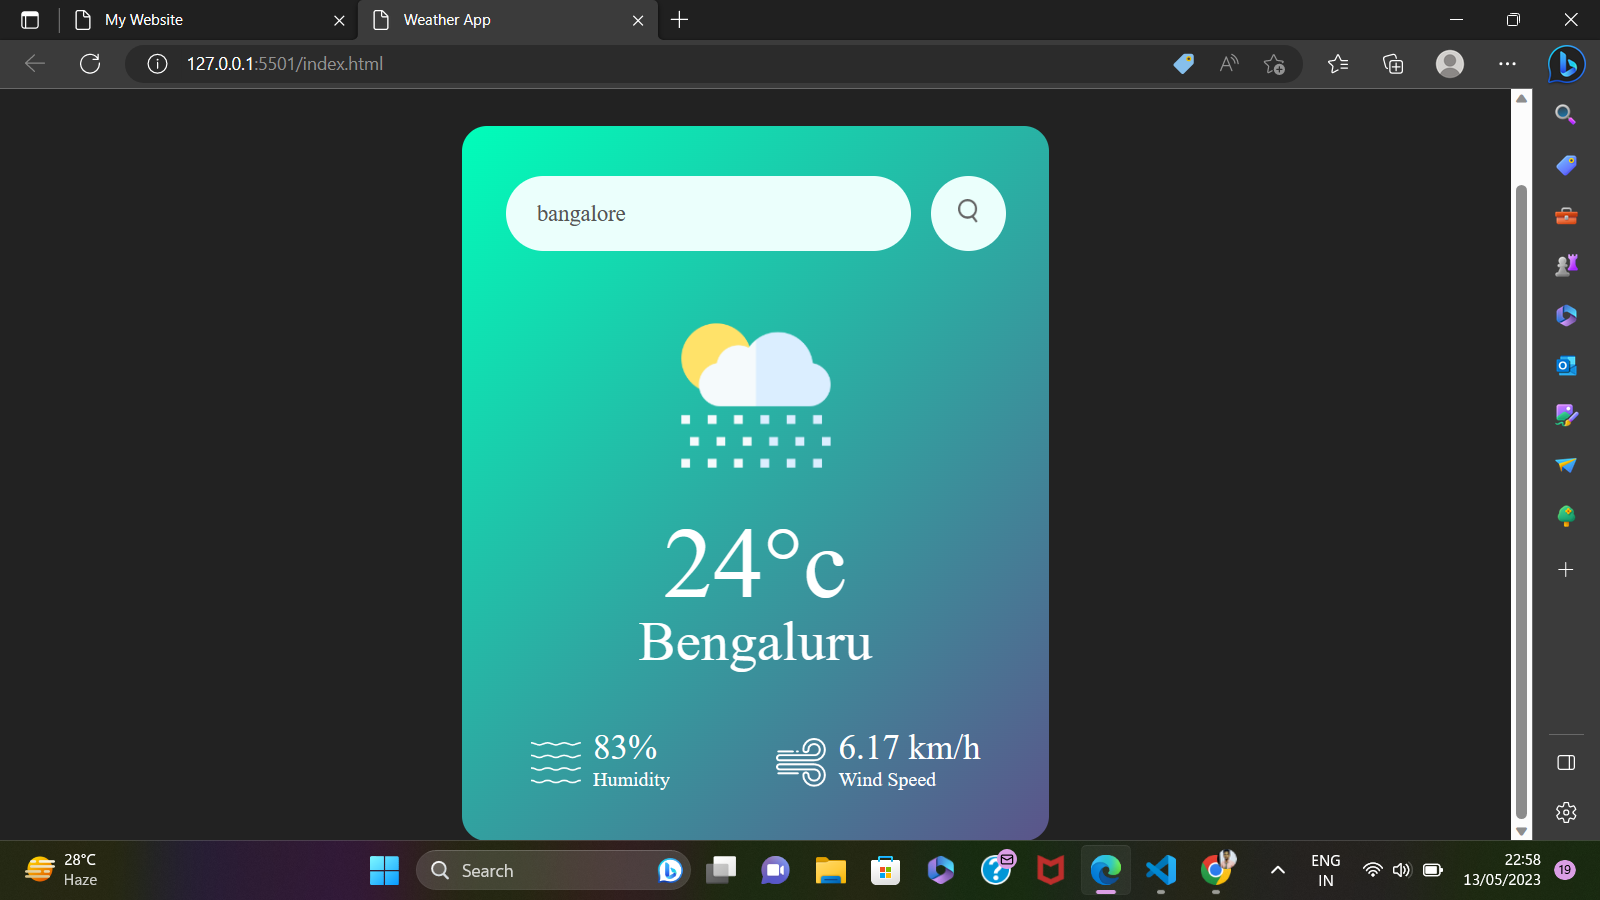 My Website
Weather App
127.0.0.1:5501/index.html
bangalore
24°c
Bengaluru
83%
Humidity
6.17 km/h
Wind Speed
28°C
Haze
Search
ENG
IN
22:58
13/05/2023
19